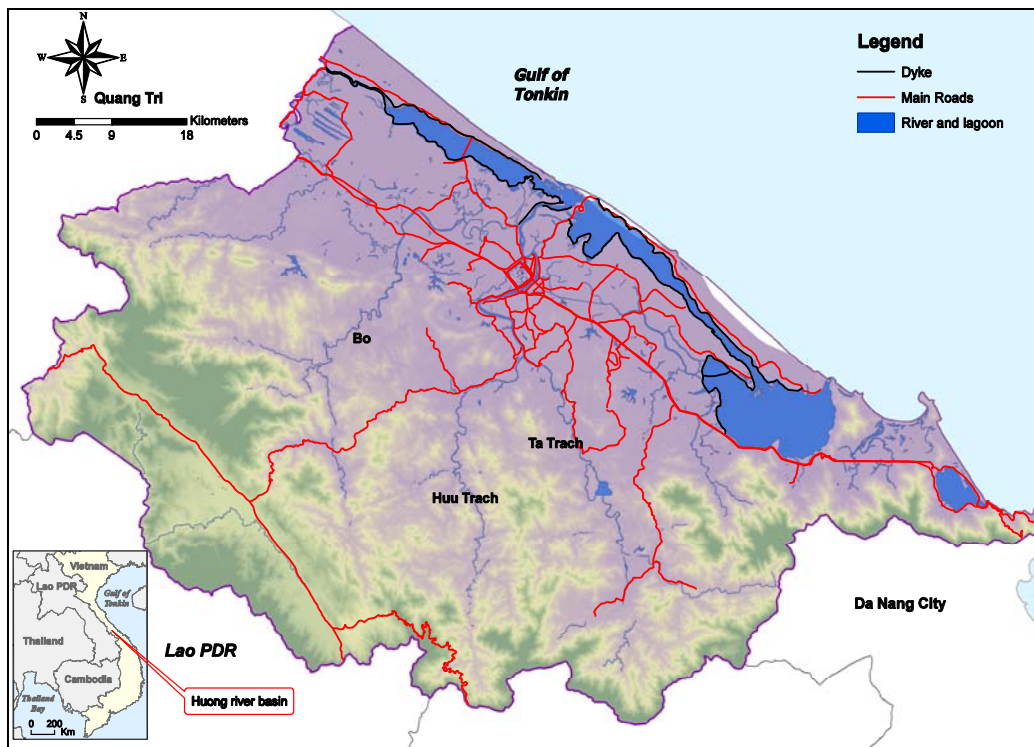 N
W
E
S
Quang Tri
Kilometers
0 4.5 9 18
Gulf of
Tonkin
Legend
Dyke
Main Roads
River and lagoon
Bo
Ta Trach
Huu Trach
Da Nang City
Lao PDR
Vietnam
Lao PDR
Gulf of
Tonkin
Thailand
Cambodia
Thailand
Bay
0 200
Km
Huong river basin